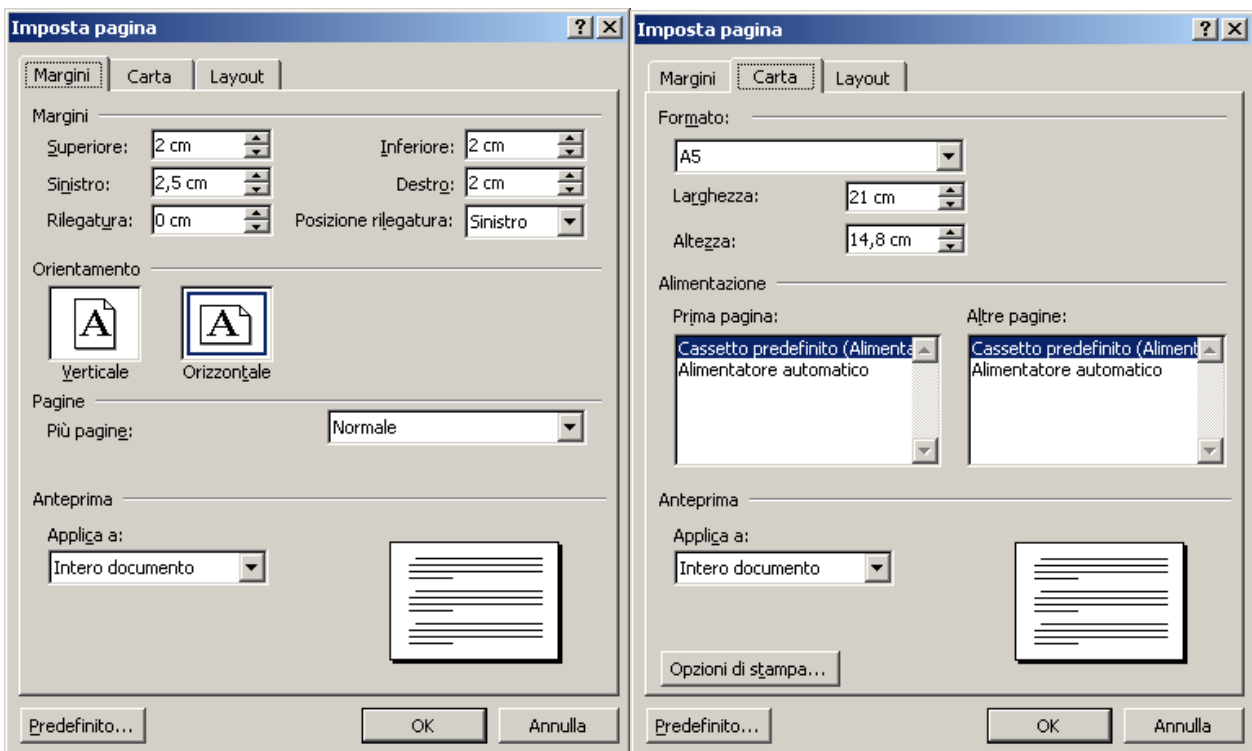 Imposta pagina
Margini Carta Layout
Margini
Superiore: 2 cm Inferiore: 2 cm
Sinistro: 2,5 cm Destro: 2 cm
Rilegatura: 0 cm Posizione rilegatura: Sinistro
Orientamento
A A
Verticale Orizzontale
Pagine
Più pagine: Normale
Anteprima
Applica a:
Intero documento
Predefinito... OK Annulla
Imposta pagina
Margini Carta Layout
Formato:
A5
Larghezza: 21 cm
Altezza: 14,8 cm
Alimentazione
Prima pagina: Altre pagine:
Cassetto predefinito (Alimenta Cassetto predefinito (Aliment
Alimentatore automatico Alimentatore automatico
Anteprima
Applica a:
Intero documento
Opzioni di stampa...
Predefinito... OK Annulla